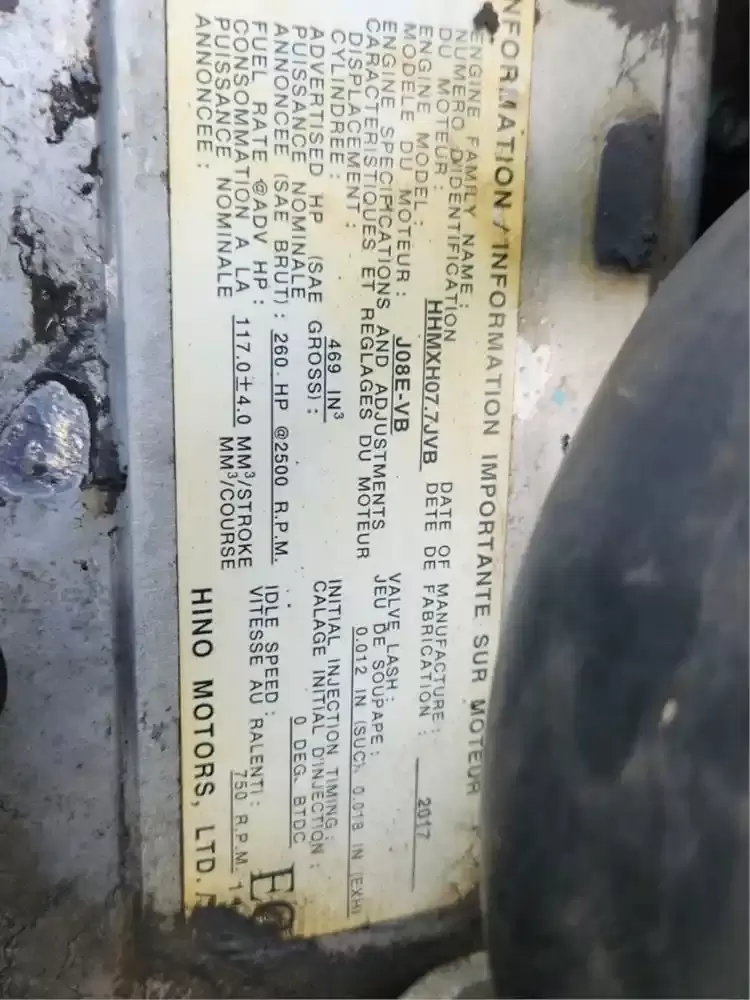 INFORMATION / INFORMATION IMPORTANTE SUR MOTEUR
ENGINE FAMILY NAME:
NUMERO D'IDENTIFICATION
DU MOTEUR: HHMXH07.7JVB
DATE OF MANUFACTURE:
DETE DE FABRICATION: 2017
ENGINE MODEL:
MODELE DU MOTEUR: J08E-VB
ENGINE SPECIFICATIONS AND ADJUSTMENTS
CARACTERISTIQUES ET REGLAGES DU MOTEUR
DISPLACEMENT:
CYLINDREE: 469 IN³
ADVERTISED HP (SAE GROSS):
PUISSANCE NOMINALE
ANNONCEE (SAE BRUT): 260 HP @2500 R.P.M.
FUEL RATE @ADV HP:
CONSOMMATION A LA 117.0±4.0 MM³/STROKE
PUISSANCE NOMINALE MM³/COURSE
ANNONCEE:
VALVE LASH:
JEU DE SOUPAPE:
0.012 IN (SUC), 0.018 IN (EXH)
INITIAL INJECTION TIMING:
CALAGE INITIAL D'INJECTION:
0 DEG. BTDC
IDLE SPEED:
VITESSE AU RALENTI:
750 R.P.M.
HINO MOTORS, LTD.